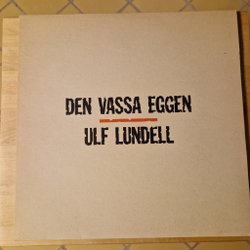 DEN VASSA EGGEN
ULF LUNDELL